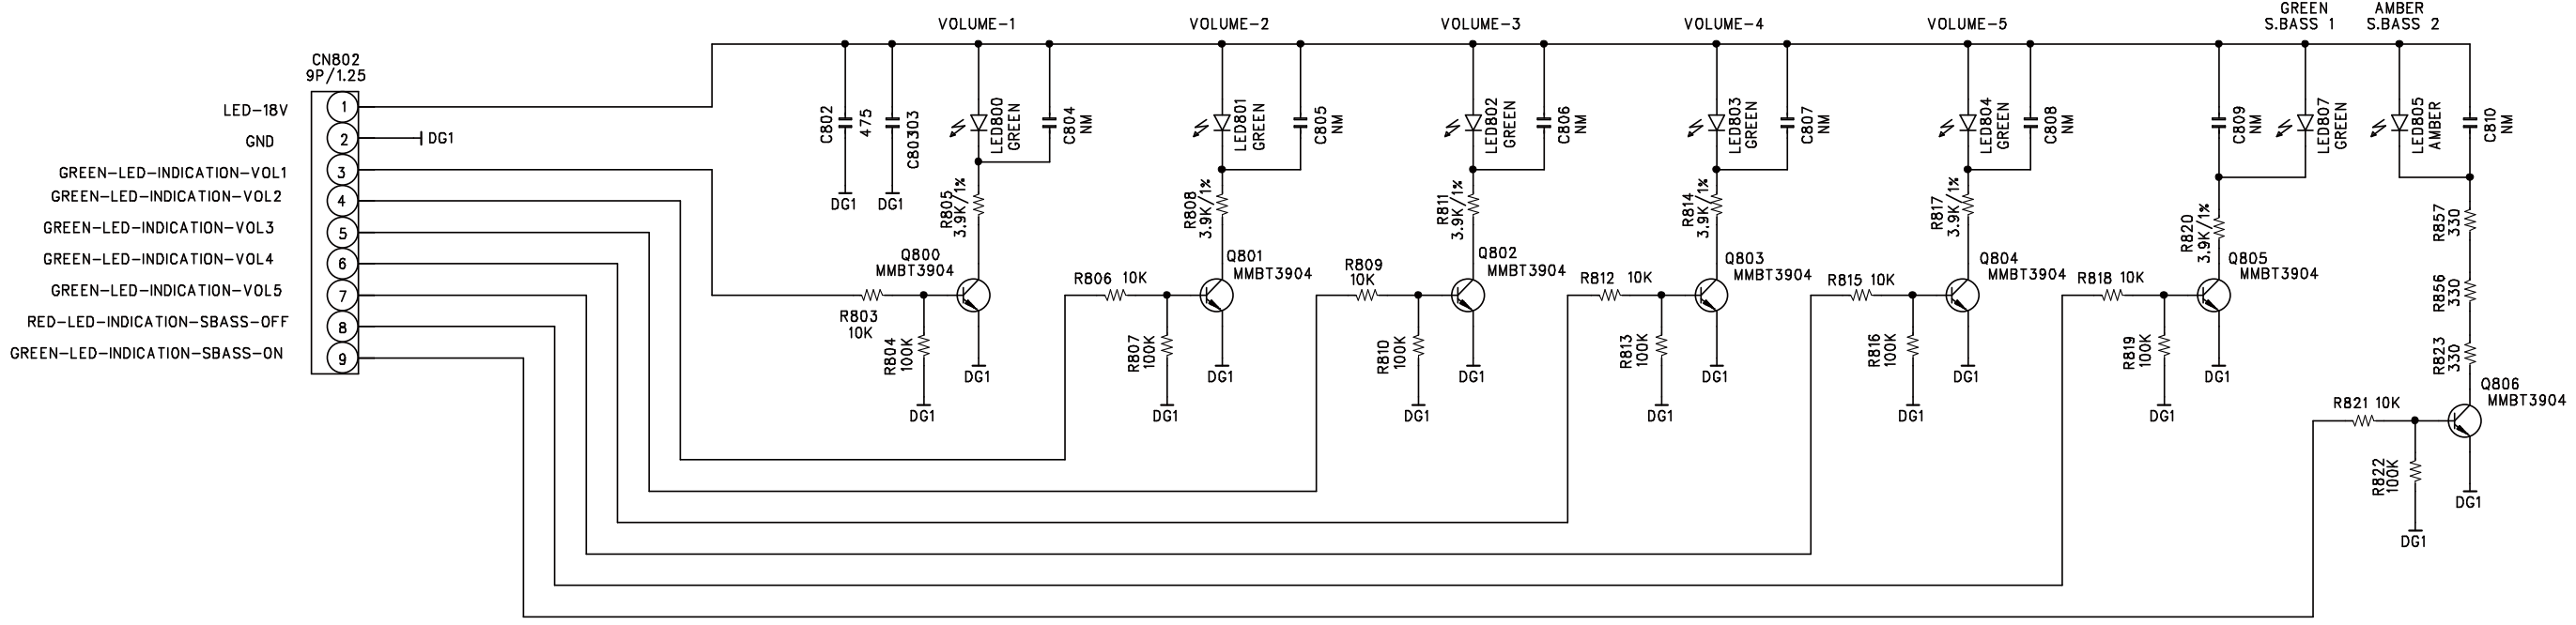 VOLUME-1
VOLUME-2
VOLUME-3
VOLUME-4
VOLUME-5
GREEN
S.BASS 1
AMBER
S.BASS 2
CN802
9P/1.25
LED-18V
GND
GREEN-LED-INDICATION-VOL1
GREEN-LED-INDICATION-VOL2
GREEN-LED-INDICATION-VOL3
GREEN-LED-INDICATION-VOL4
GREEN-LED-INDICATION-VOL5
RED-LED-INDICATION-SBASS-OFF
GREEN-LED-INDICATION-SBASS-ON
1
2
3
4
5
6
7
8
9
DG1
C802
475
C80303
DG1
DG1
LED800
GREEN
C804
NM
R805
3.9K/1%
Q800
MMBT3904
R803
10K
R804
100K
DG1
DG1
LED801
GREEN
C805
NM
R808
3.9K/1%
Q801
MMBT3904
R806 10K
R807
100K
DG1
DG1
LED802
GREEN
C806
NM
R811
3.9K/1%
Q802
MMBT3904
R809
10K
R810
100K
DG1
DG1
LED803
GREEN
C807
NM
R814
3.9K/1%
Q803
MMBT3904
R812 10K
R813
100K
DG1
DG1
LED804
GREEN
C808
NM
R817
3.9K/1%
Q804
MMBT3904
R815 10K
R816
100K
DG1
DG1
C809
NM
LED807
GREEN
R820
3.9K/1%
Q805
MMBT3904
R818 10K
R819
100K
DG1
DG1
LED805
AMBER
C810
NM
R857
330
R856
330
R823
330
Q806
MMBT3904
R821 10K
R822
100K
DG1
DG1